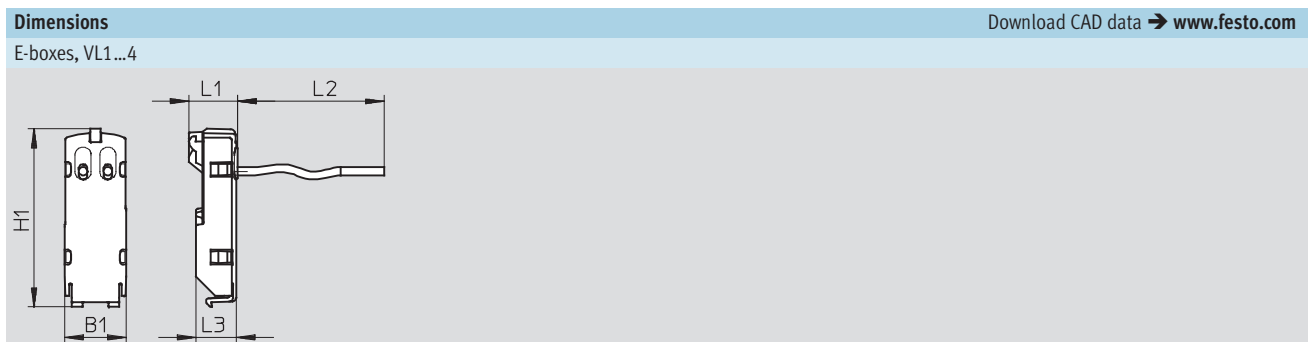 Dimensions
Download CAD data ➔ www.festo.com
E-boxes, VL1…4
L1
L2
H1
B1
L3